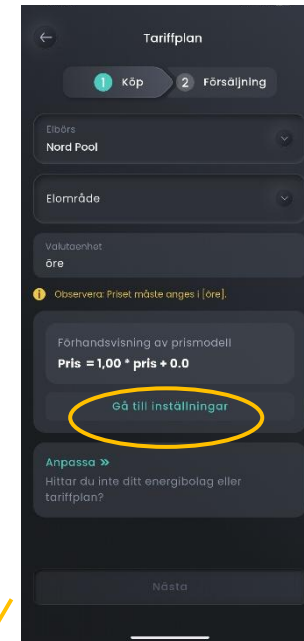 Tariffplan
1 Köp 2 Försäljning
Elbörs
Nord Pool
Elområde
Valutaenhet
öre
Observera: Priset måste anges i [öre].
Förhandsvisning av prismodell
Pris = 1,00 * pris + 0.0
Gå till inställningar
Anpassa »
Hittar du inte ditt energibolag eller
tariffplan?
Nästa